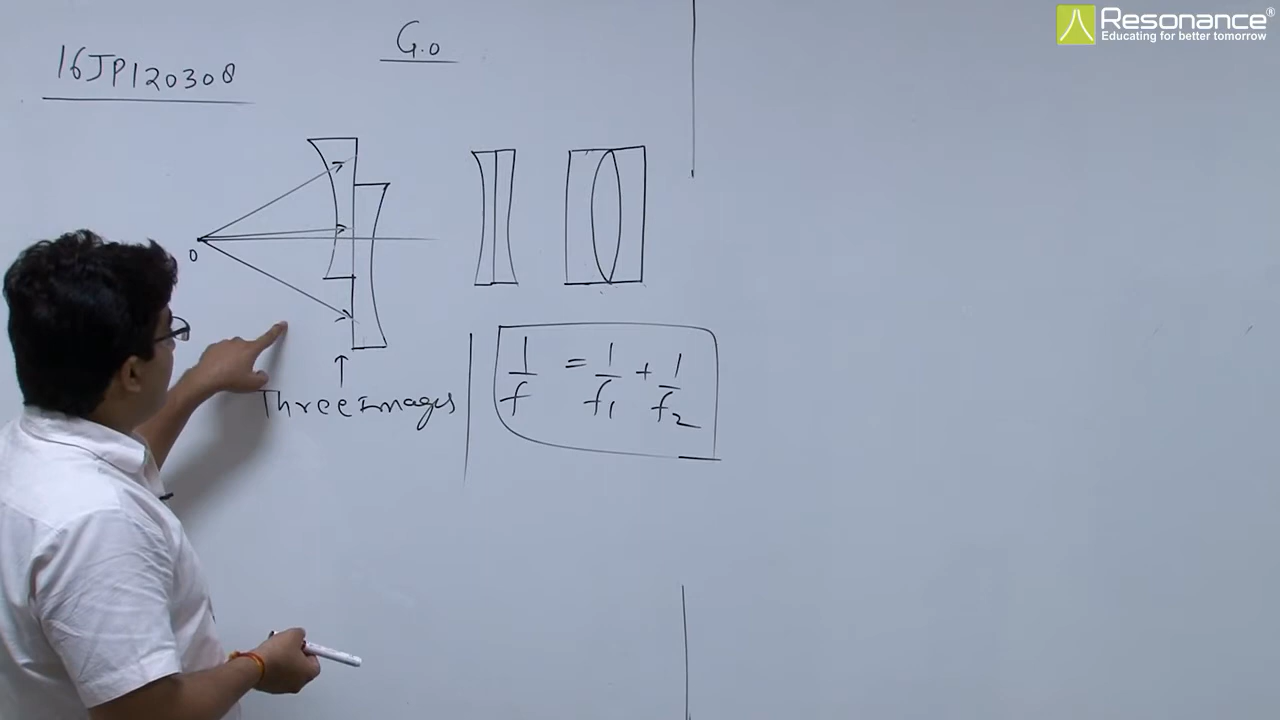 Resonance®
Educating for better tomorrow
G.O
16JP120308
O
Three Images
1/f = 1/f₁ + 1/f₂